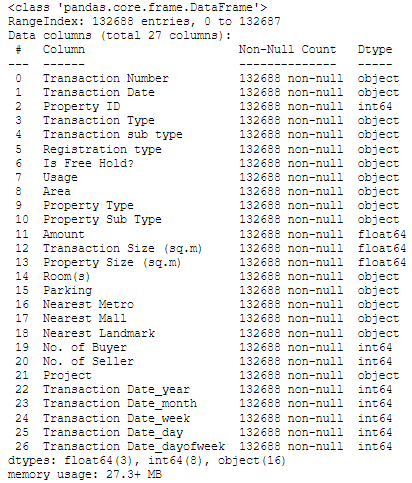 <class 'pandas.core.frame.DataFrame'>
RangeIndex: 132688 entries, 0 to 132687
Data columns (total 27 columns):
 #   Column                     Non-Null Count   Dtype
---  ------                     --------------   -----
 0   Transaction Number         132688 non-null  object
 1   Transaction Date           132688 non-null  object
 2   Property ID                132688 non-null  int64
 3   Transaction Type           132688 non-null  object
 4   Transaction sub type       132688 non-null  object
 5   Registration type          132688 non-null  object
 6   Is Free Hold?              132688 non-null  object
 7   Usage                      132688 non-null  object
 8   Area                       132688 non-null  object
 9   Property Type              132688 non-null  object
 10  Property Sub Type          132688 non-null  object
 11  Amount                     132688 non-null  float64
 12  Transaction Size (sq.m)    132688 non-null  float64
 13  Property Size (sq.m)       132688 non-null  float64
 14  Room(s)                    132688 non-null  object
 15  Parking                    132688 non-null  object
 16  Nearest Metro              132688 non-null  object
 17  Nearest Mall               132688 non-null  object
 18  Nearest Landmark           132688 non-null  object
 19  No. of Buyer               132688 non-null  int64
 20  No. of Seller              132688 non-null  int64
 21  Project                    132688 non-null  object
 22  Transaction Date_year      132688 non-null  int64
 23  Transaction Date_month     132688 non-null  int64
 24  Transaction Date_week      132688 non-null  int64
 25  Transaction Date_day       132688 non-null  int64
 26  Transaction Date_dayofweek 132688 non-null  int64
dtypes: float64(3), int64(8), object(16)
memory usage: 27.3+ MB